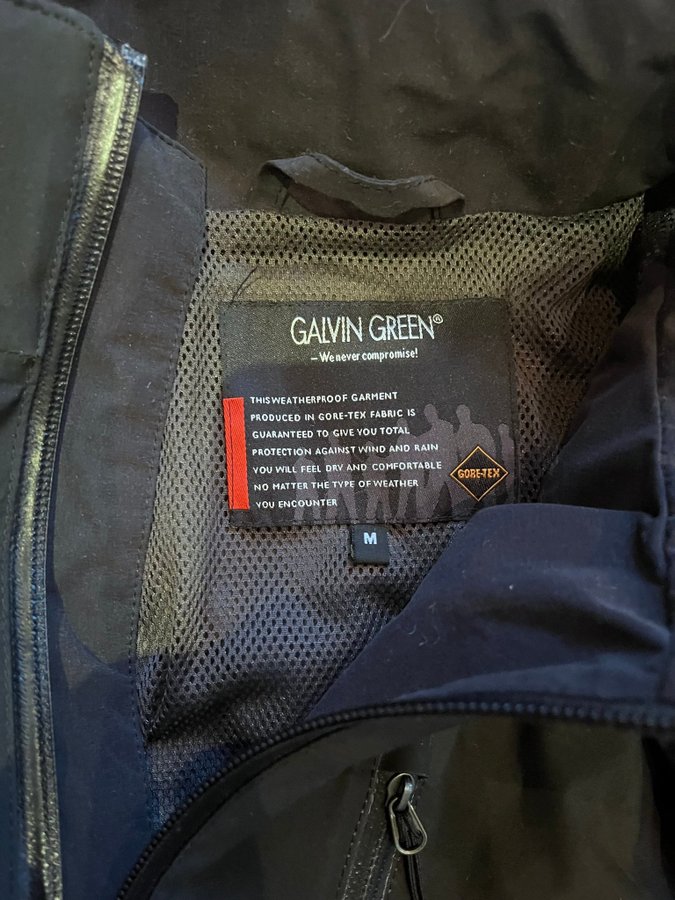 GALVIN GREEN®
– We never compromise!
THIS WEATHERPROOF GARMENT
PRODUCED IN GORE-TEX FABRIC IS
GUARANTEED TO GIVE YOU TOTAL
PROTECTION AGAINST WIND AND RAIN
YOU WILL FEEL DRY AND COMFORTABLE
NO MATTER THE TYPE OF WEATHER
YOU ENCOUNTER
GORE-TEX
M